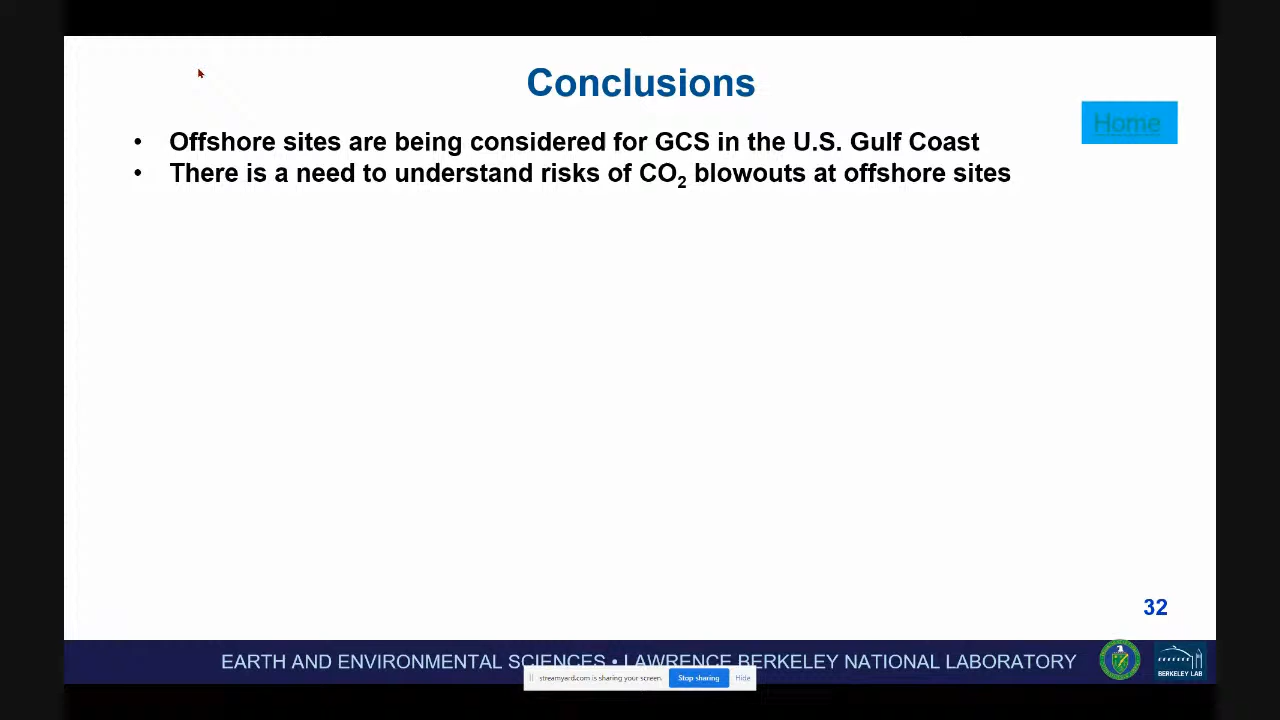 Conclusions
Home
• Offshore sites are being considered for GCS in the U.S. Gulf Coast
• There is a need to understand risks of CO₂ blowouts at offshore sites
32
EARTH AND ENVIRONMENTAL SCIENCES • LAWRENCE BERKELEY NATIONAL LABORATORY
BERKELEY LAB
streamyard.com is sharing your screen. Stop sharing Hide